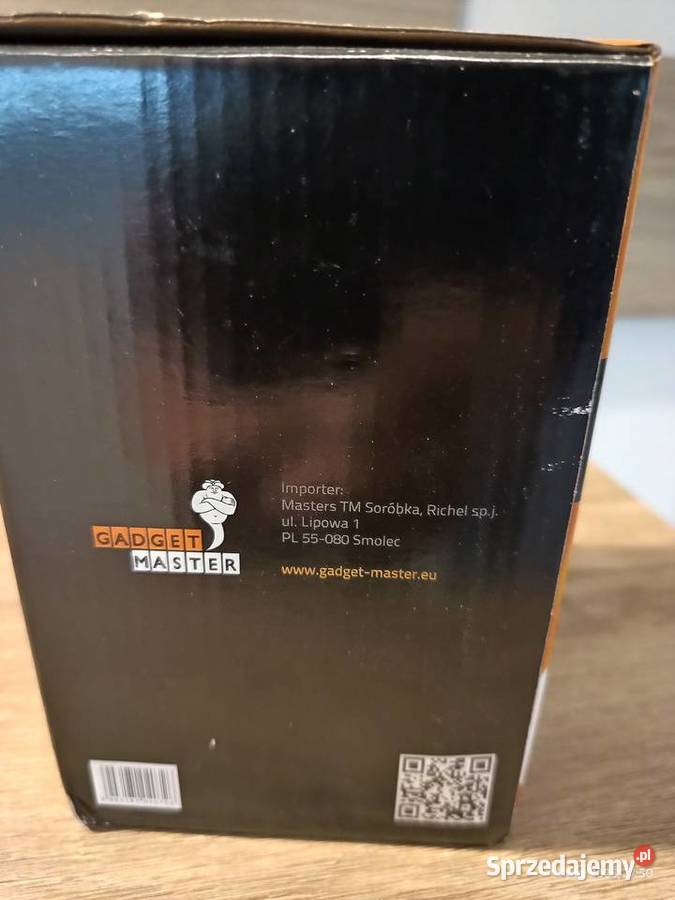 GADGET
MASTER
Importer:
Masters TM Soróbka, Richel sp.j.
ul. Lipowa 1
PL 55-080 Smolec
www.gadget-master.eu
Sprzedajemy.pl